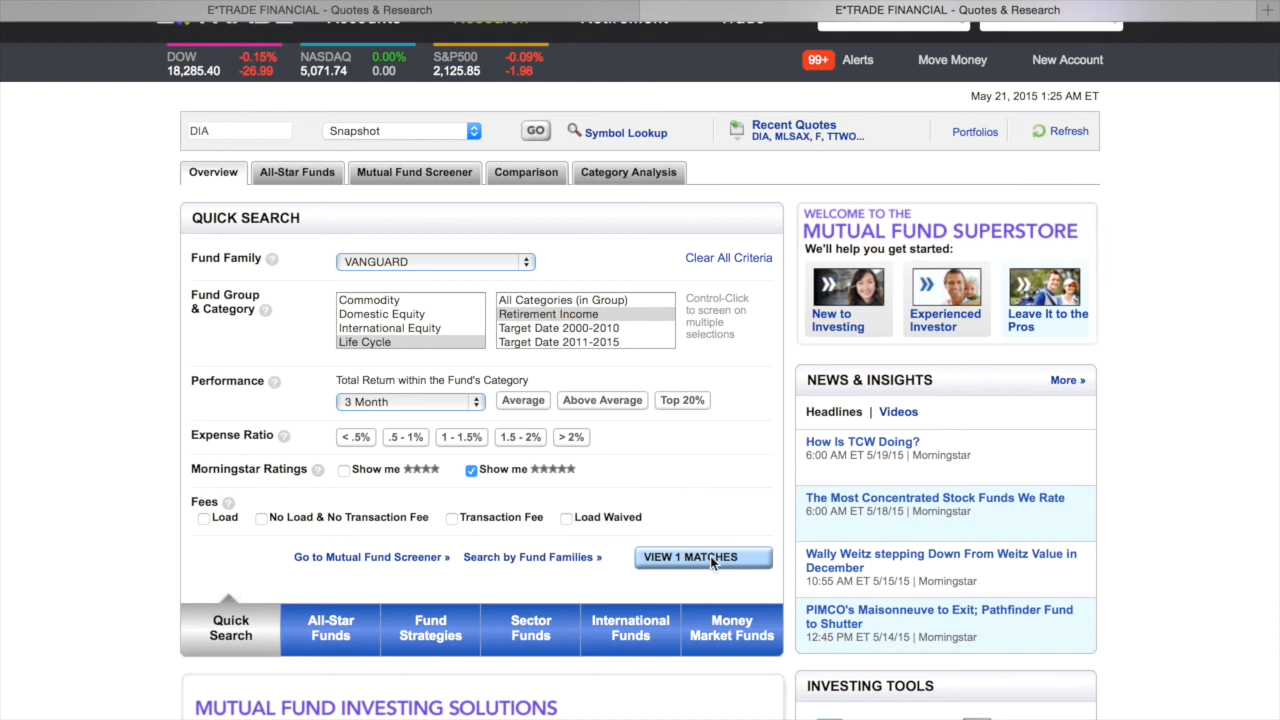 E*TRADE FINANCIAL - Quotes & Research
E*TRADE FINANCIAL - Quotes & Research
DOW -0.15%
18,285.40 -26.99
NASDAQ 0.00%
5,071.74 0.00
S&P500 -0.09%
2,125.85 -1.98
99+ Alerts
Move Money
New Account
May 21, 2015 1:25 AM ET
DIA
Snapshot
GO
Symbol Lookup
Recent Quotes
DIA, MLSAX, F, TTWO...
Portfolios
Refresh
Overview
All-Star Funds
Mutual Fund Screener
Comparison
Category Analysis
QUICK SEARCH
Fund Family ?
VANGUARD
Clear All Criteria
Fund Group
& Category ?
Commodity
Domestic Equity
International Equity
Life Cycle
All Categories (in Group)
Retirement Income
Target Date 2000-2010
Target Date 2011-2015
Control-Click
to screen on
multiple
selections
Performance ?
Total Return within the Fund's Category
3 Month
Average
Above Average
Top 20%
Expense Ratio ?
< .5%
.5 - 1%
1 - 1.5%
1.5 - 2%
> 2%
Morningstar Ratings ?
Show me ★★★★
Show me ★★★★★
Fees ?
Load
No Load & No Transaction Fee
Transaction Fee
Load Waived
Go to Mutual Fund Screener »
Search by Fund Families »
VIEW 1 MATCHES
Quick
Search
All-Star
Funds
Fund
Strategies
Sector
Funds
International
Funds
Money
Market Funds
MUTUAL FUND INVESTING SOLUTIONS
WELCOME TO THE
MUTUAL FUND SUPERSTORE
We'll help you get started:
New to
Investing
Experienced
Investor
Leave It to the
Pros
NEWS & INSIGHTS
More »
Headlines | Videos
How Is TCW Doing?
6:00 AM ET 5/19/15 | Morningstar
The Most Concentrated Stock Funds We Rate
6:00 AM ET 5/18/15 | Morningstar
Wally Weitz stepping Down From Weitz Value in
December
10:55 AM ET 5/15/15 | Morningstar
PIMCO's Maisonneuve to Exit; Pathfinder Fund
to Shutter
12:45 PM ET 5/14/15 | Morningstar
INVESTING TOOLS